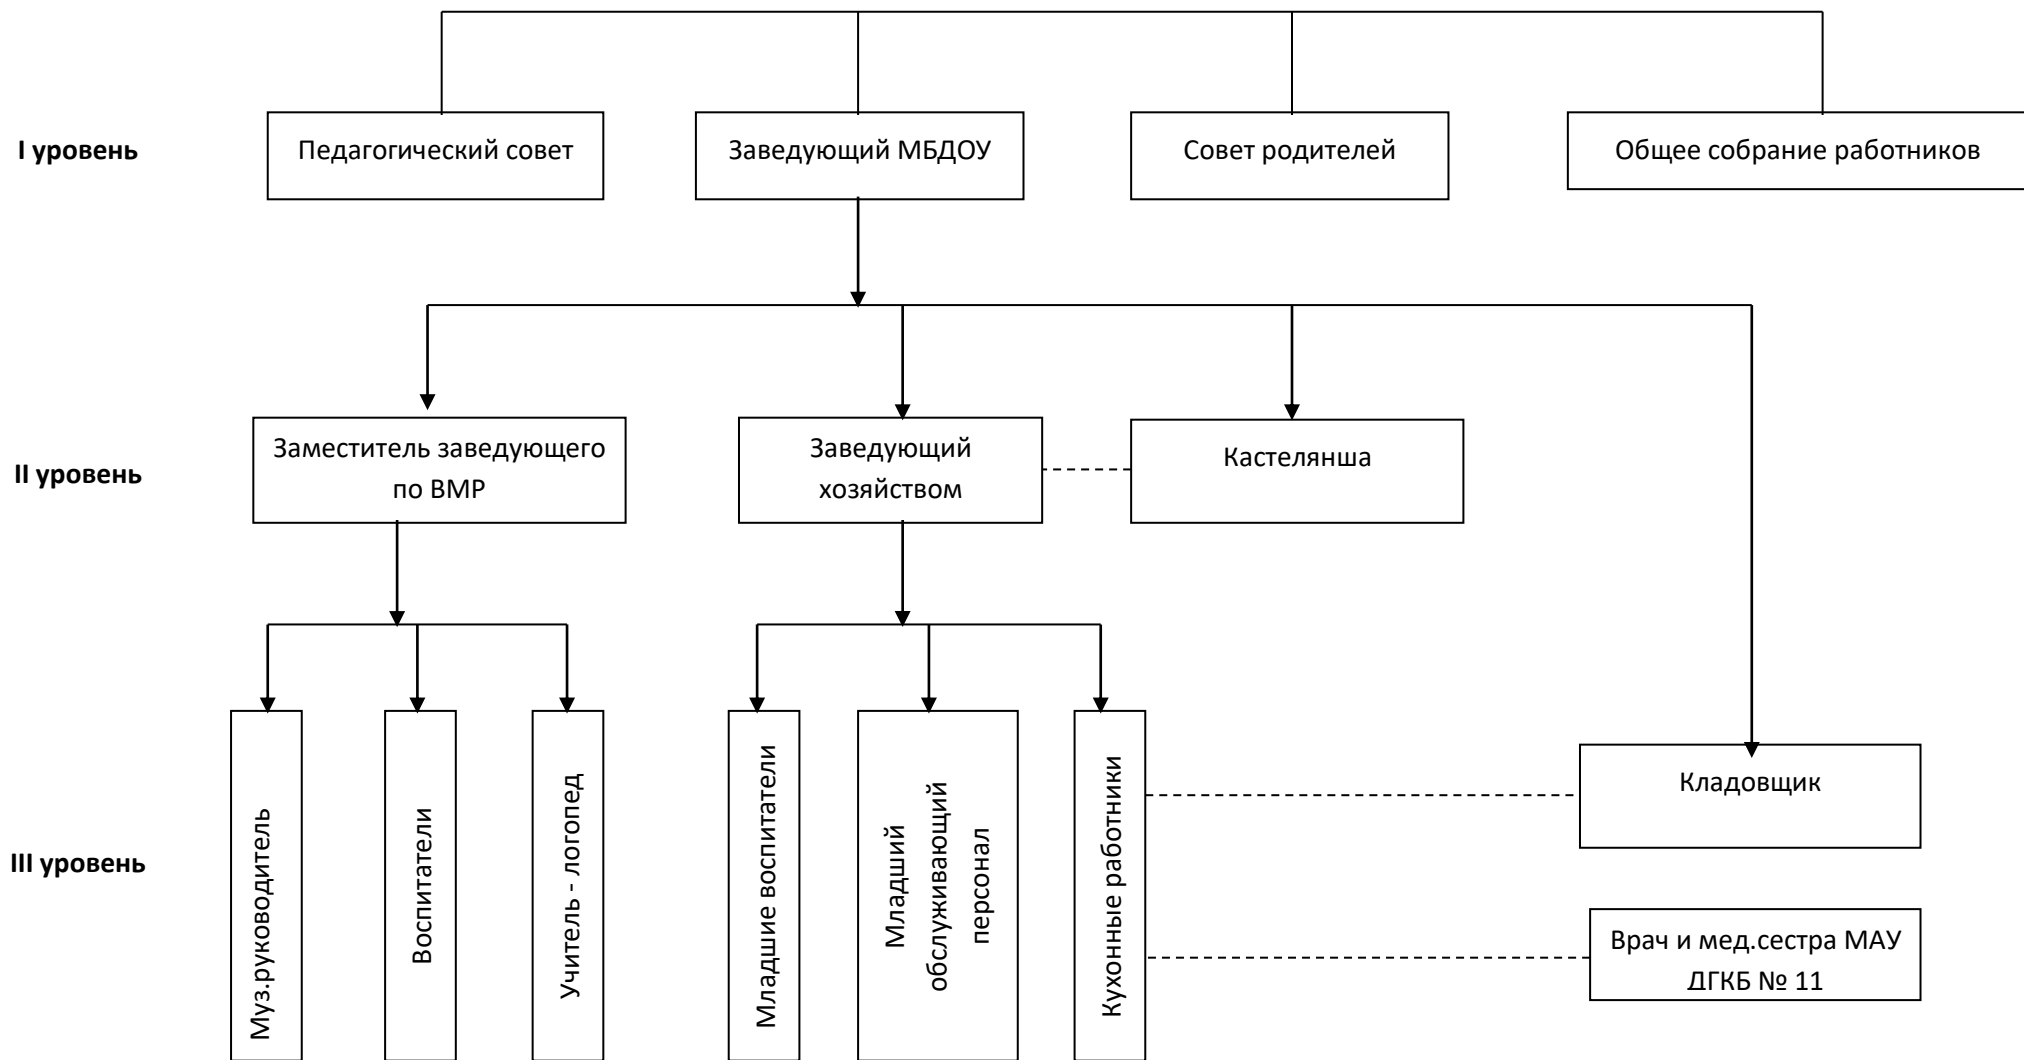 I уровень
Педагогический совет
Заведующий МБДОУ
Совет родителей
Общее собрание работников
II уровень
Заместитель заведующего
по ВМР
Заведующий
хозяйством
Кастелянша
III уровень
Муз.руководитель
Воспитатели
Учитель - логопед
Младшие воспитатели
Младший
обслуживающий
персонал
Кухонные работники
Кладовщик
Врач и мед.сестра МАУ
ДГКБ № 11